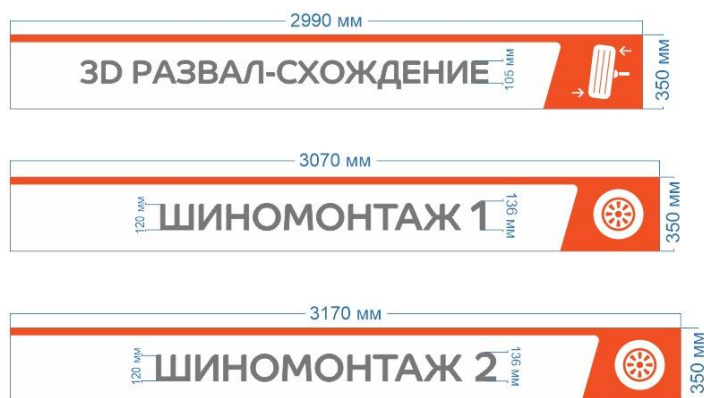 2990 мм
3D РАЗВАЛ-СХОЖДЕНИЕ
105 мм
350 мм
3070 мм
120 мм
ШИНОМОНТАЖ 1
136 мм
350 мм
3170 мм
120 мм
ШИНОМОНТАЖ 2
136 мм
350 мм